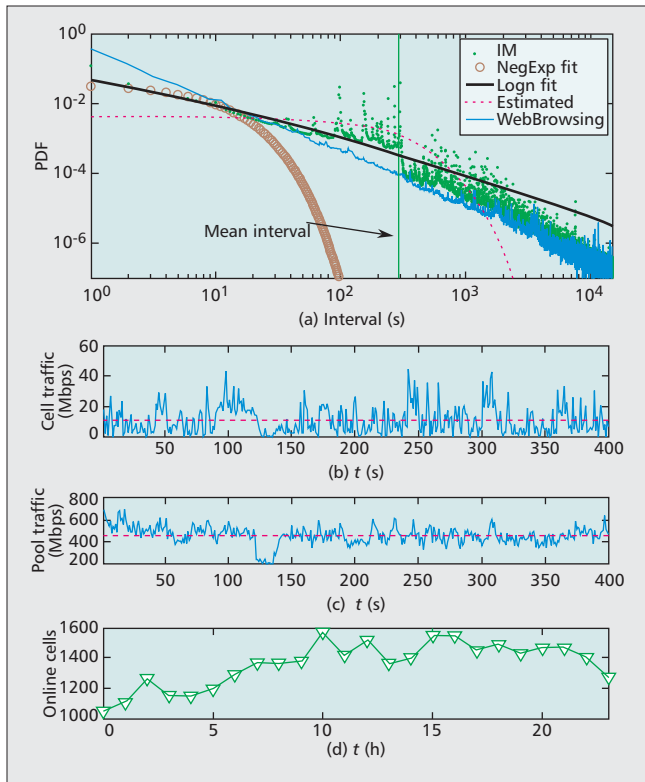 10^0
10^-2
10^-4
10^-6
PDF
IM
NegExp fit
Logn fit
Estimated
WebBrowsing
Mean interval
10^0 10^1 10^2 10^3 10^4
(a) Interval (s)
60
40
20
0
Cell traffic
(Mbps)
50 100 150 200 250 300 350 400
(b) t (s)
800
600
400
200
Pool traffic
(Mbps)
50 100 150 200 250 300 350 400
(c) t (s)
1600
1400
1200
1000
Online cells
0 5 10 15 20
(d) t (h)